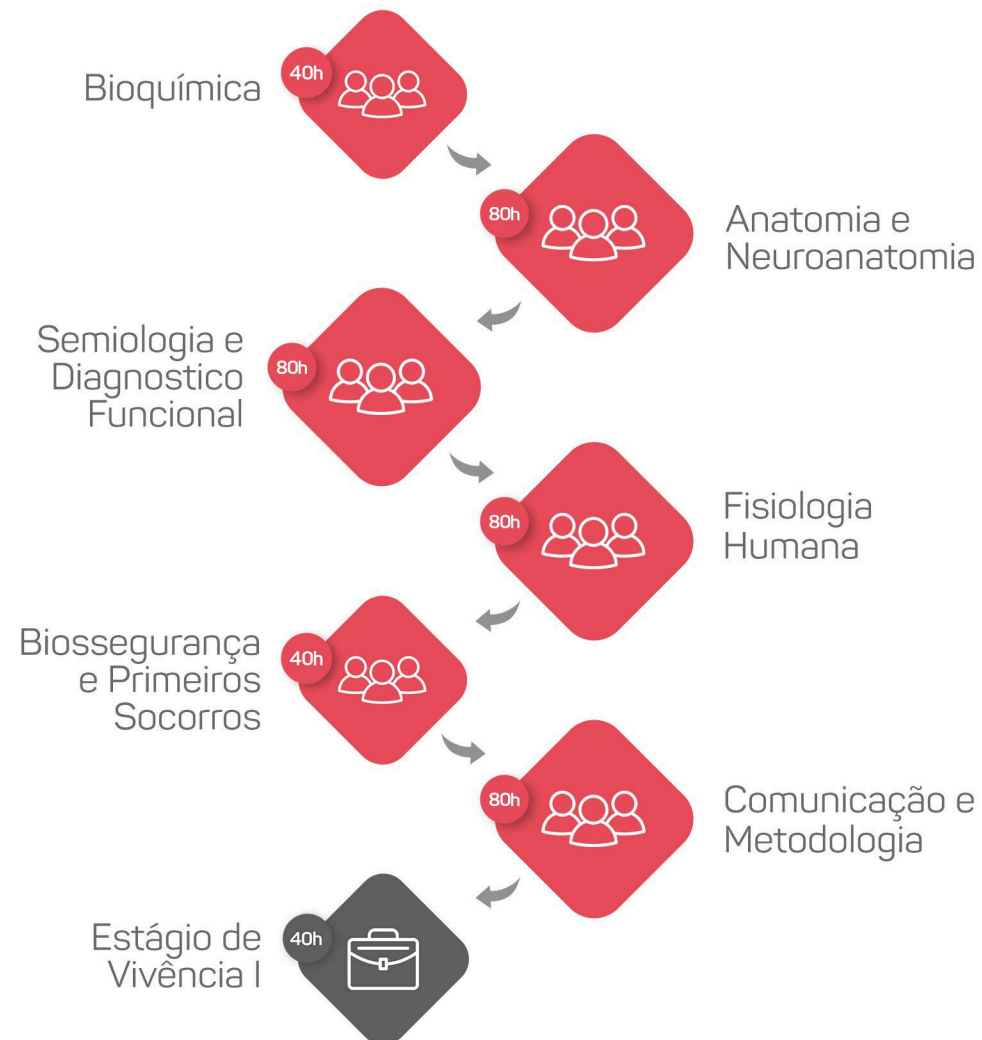 Bioquímica
40h
80h
Anatomia e
Neuroanatomia
Semiologia e
Diagnostico
Funcional
80h
80h
Fisiologia
Humana
Biossegurança
e Primeiros
Socorros
40h
80h
Comunicação e
Metodologia
Estágio de
Vivência I
40h